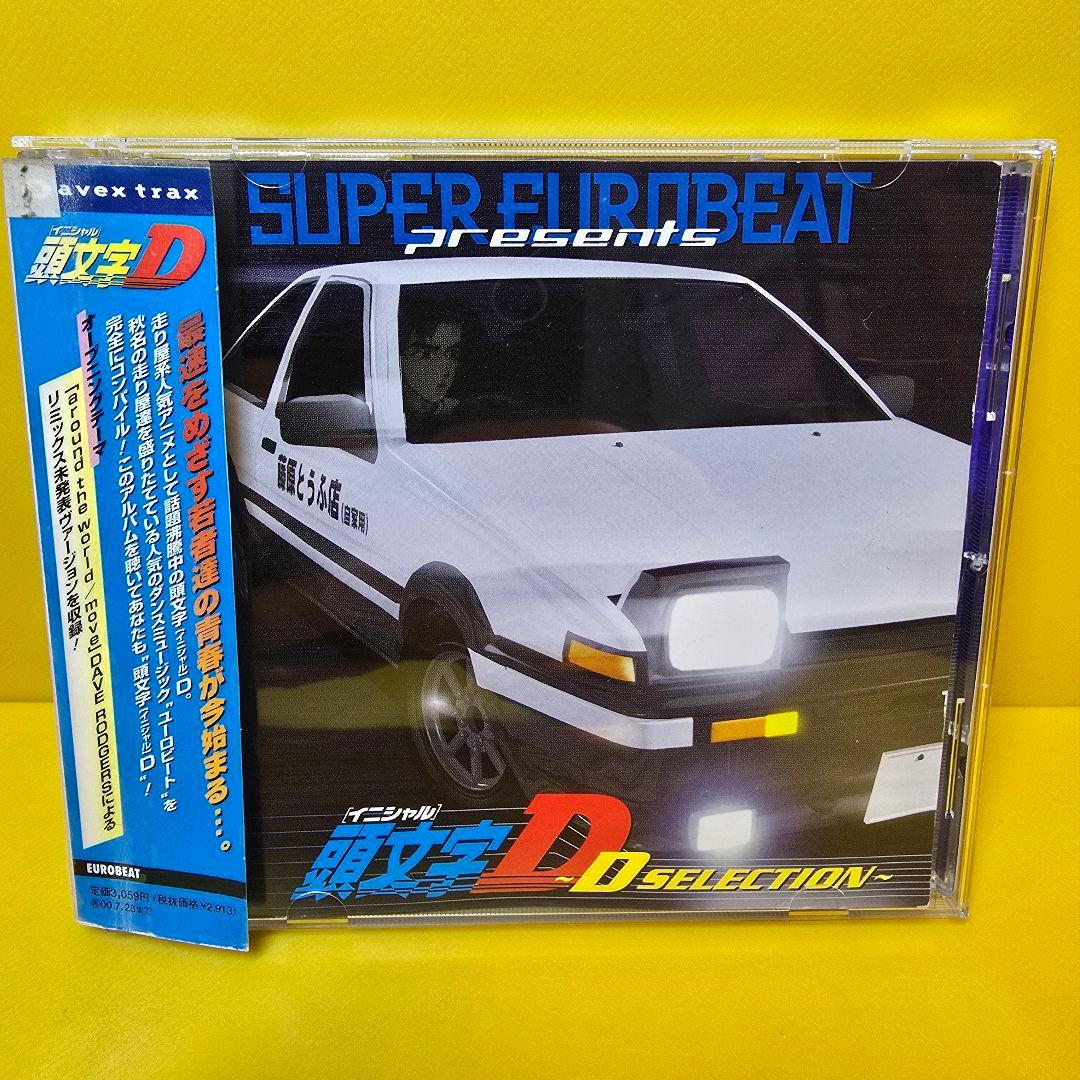 avex trax
[イニシャル]
頭文字D
最速をめざす若者達の青春が今始まる・・・。
走り屋系人気アニメとして話題沸騰中の頭文字(イニシャル)D。
秋名の走り屋達を盛りたてている人気のダンスミュージック"ユーロビート"を
完全にコンパイル!このアルバムを聴いてあなたも"頭文字(イニシャル)D"!
オープニングテーマ
「around the world/move」DAVE RODGERSによる
リミックス未発表ヴァージョンを収録!
EUROBEAT
定価3,059円(税抜価格¥2,913)
00.7.23まで
SUPER EUROBEAT
presents
藤原とうふ店(自家用)
[イニシャル]
頭文字D
~D SELECTION~